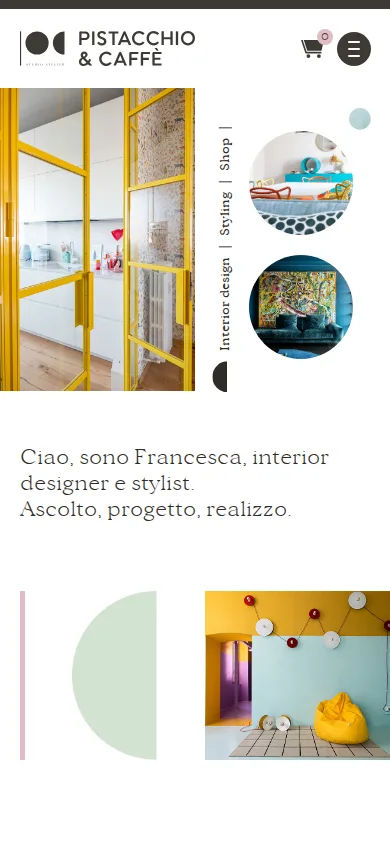 PISTACCHIO
& CAFFÈ
0
Interior design | Styling | Shop |
Ciao, sono Francesca, interior
designer e stylist.
Ascolto, progetto, realizzo.